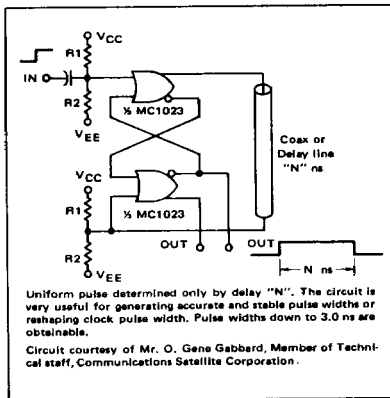 VCC
R1
IN
R2
½ MC1023
VEE
VCC
R1
½ MC1023
R2
VEE
Coax or
Delay line
"N" ns
OUT
OUT
N ns
Uniform pulse determined only by delay "N". The circuit is
very useful for generating accurate and stable pulse widths or
reshaping clock pulse width. Pulse widths down to 3.0 ns are
obtainable.
Circuit courtesy of Mr. O. Gene Gabbard, Member of Techni-
cal staff, Communications Satellite Corporation.